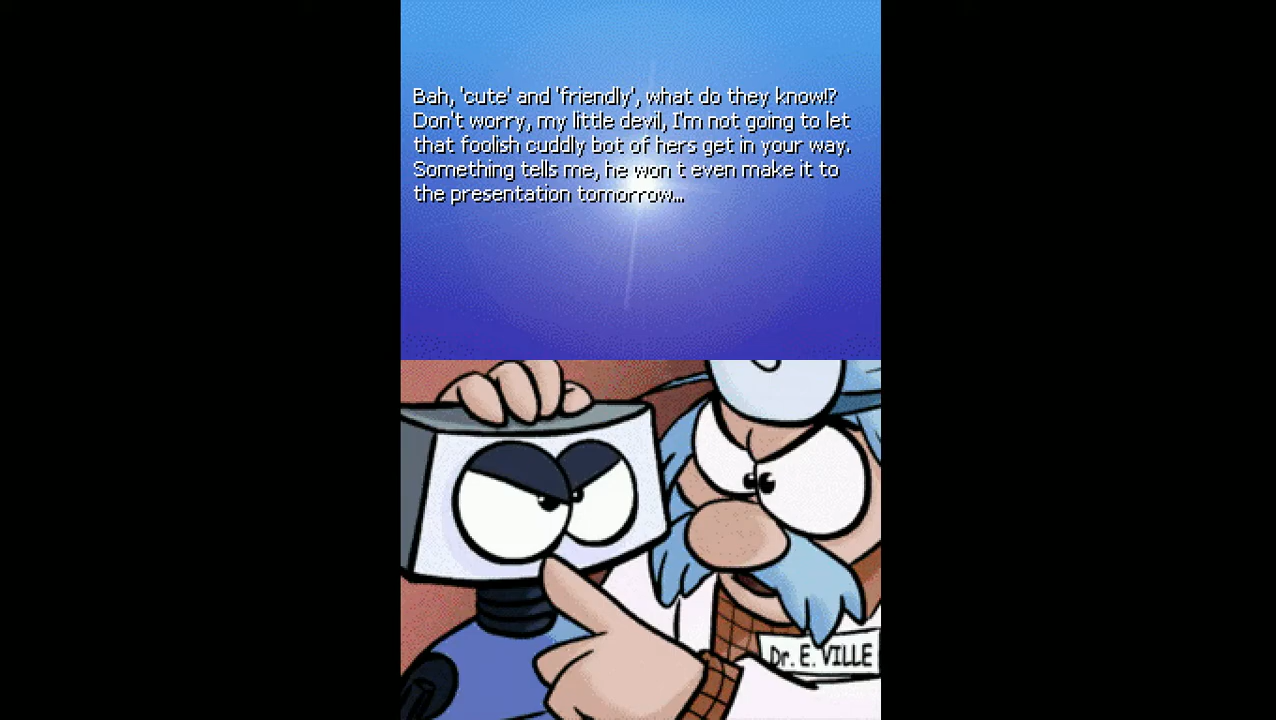 Bah, 'cute' and 'friendly', what do they know!?
Don't worry, my little devil, I'm not going to let
that foolish cuddly bot of hers get in your way.
Something tells me, he won t even make it to
the presentation tomorrow...
Dr. E. VILLE